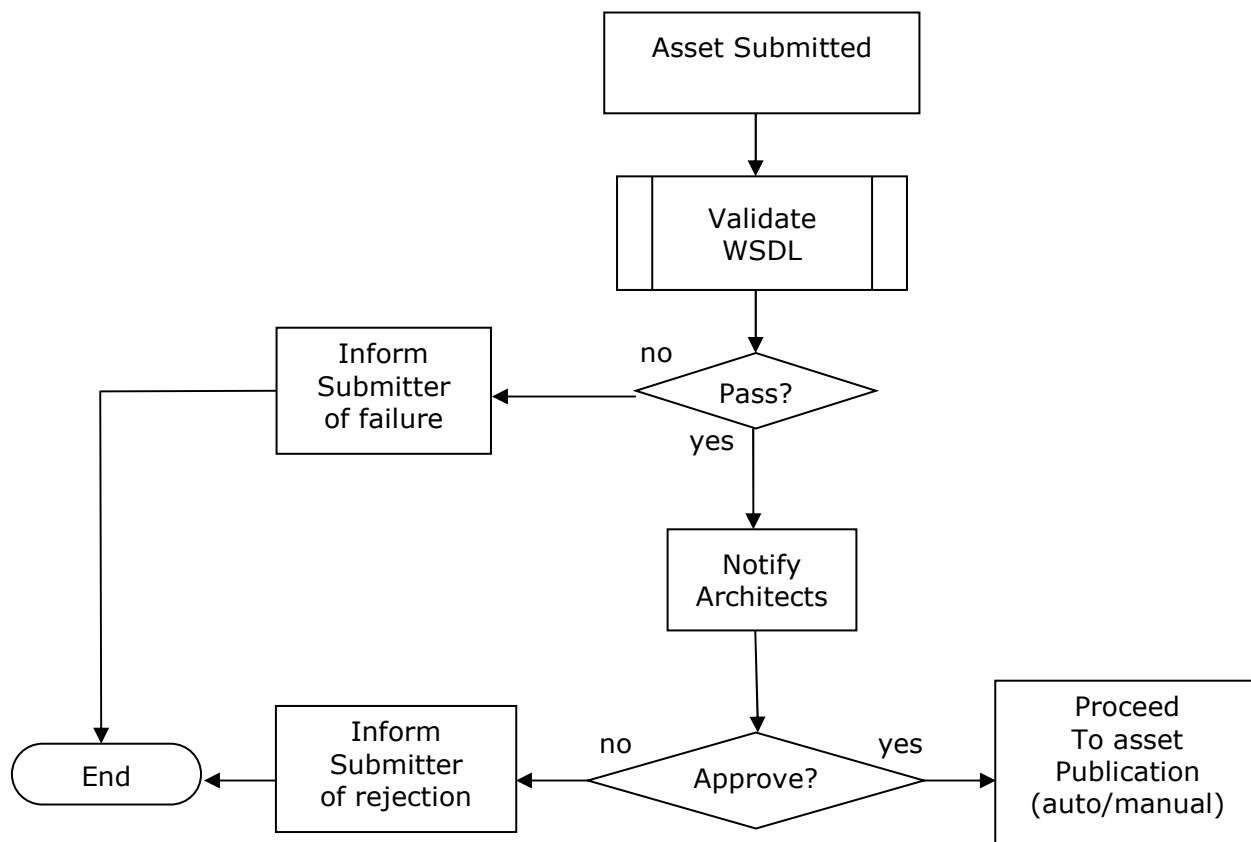 Asset Submitted
Validate
WSDL
no
Pass?
yes
Inform
Submitter
of failure
Notify
Architects
no
Approve?
yes
Inform
Submitter
of rejection
End
Proceed
To asset
Publication
(auto/manual)